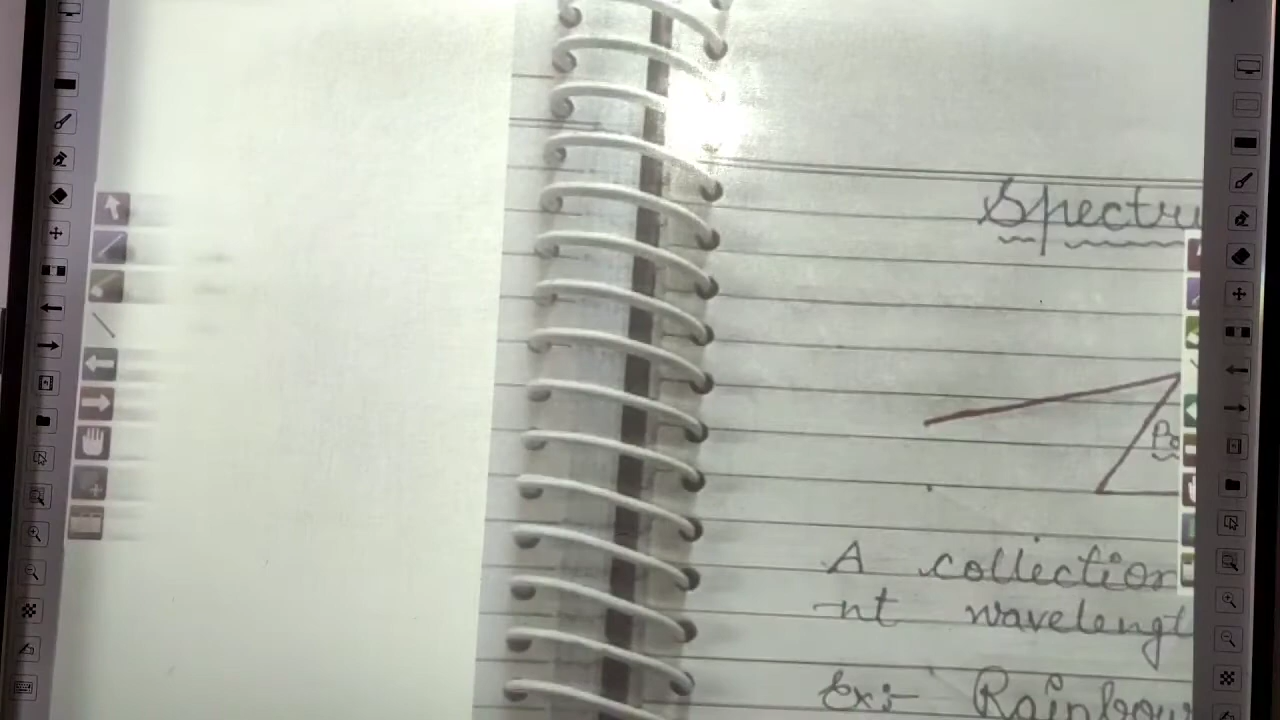 Spectru
A collection
-nt wavelengt
Ex:- Rainbow